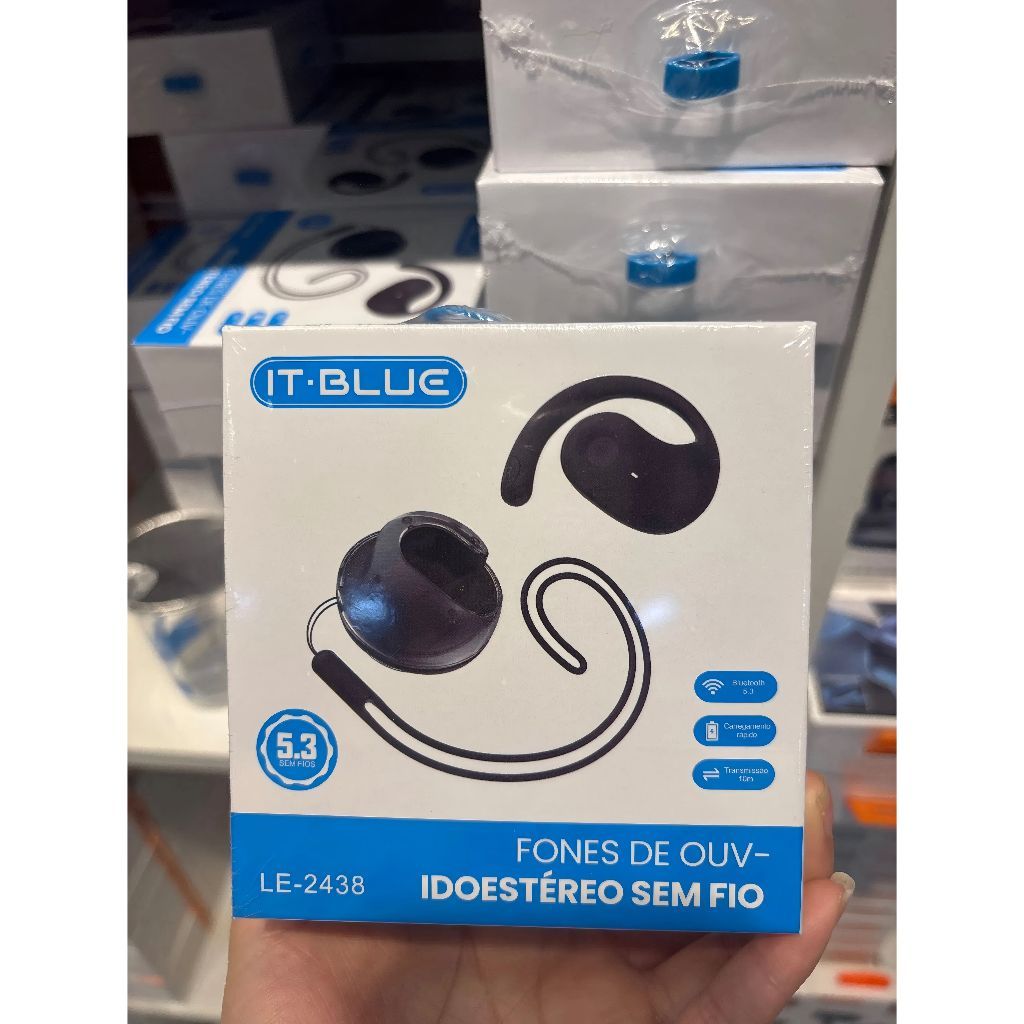 IT·BLUE
Bluetooth
5.3
Carregamento
rápido
Transmissão
10m
5.3
SEM FIOS
FONES DE OUV-
LE-2438
IDOESTÉREO SEM FIO